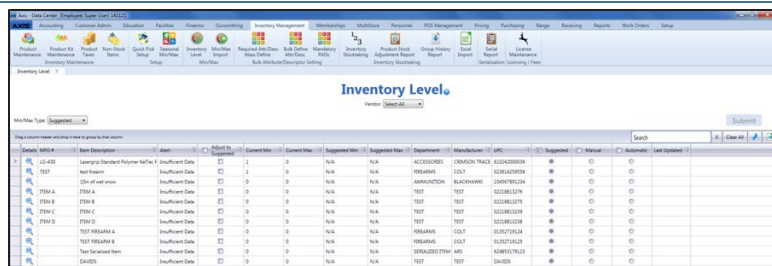 Axis - Data Center [Employee: Super User] 141121
AXIS Accounting Customer Admin Education Facilities Firearms Gunsmithing Inventory Management Memberships MultiStore Personnel POS Management Pricing Purchasing Range Receiving Reports Work Orders Setup
Product Maintenance Product Kit Maintenance Product Taxes Non-Stock Items Quick Pick Setup Seasonal Min/Max Inventory Level Min/Max Import Required Attr/Desc Mass Define Bulk Define Attr/Desc Mandatory FADs Inventory Stocktaking Product Stock Adjustment Report Group History Report Excel Import Serial Report License Maintenance
Inventory Maintenance Setup Min/Max Bulk Attribute/Descriptor Setting Inventory Stocktaking Serialization Licensing / Fees
Inventory Level
Inventory Level
Vendor: Select All
Min/Max Type: Suggested
Submit
Drag a column header and drop it here to group by that column
Search X Clear All
Details MFG # Item Description Alert Adjust to Suggested Current Min Current Max Suggested Min Suggested Max Department Manufacturer UPC Suggested Manual Automatic Last Updated
LG-430 Lasergrip Standard Polymer KelTec P Insufficient Data 1 0 N/A N/A ACCESSORIES CRIMSON TRACE 610242000036
TEST test firearm Insufficient Data 1 0 N/A N/A FIREARMS COLT
10m of wet snow Insufficient Data 0 0 N/A N/A AMMUNITION BLACKHAWK!
ITEM A ITEM A Insufficient Data 0 0 N/A N/A TEST TEST 02218813276
ITEM B ITEM B Insufficient Data 0 0 N/A N/A TEST TEST 02218813275
ITEM C ITEM C Insufficient Data 0 0 N/A N/A TEST TEST 02218813239
ITEM D ITEM D Insufficient Data 0 0 N/A N/A TEST TEST 02218813238
TEST FIREARM A Insufficient Data 0 0 N/A N/A FIREARMS COLT 01352719124
TEST FIREARM B Insufficient Data 0 0 N/A N/A FIREARMS COLT 01352719125
Test Serialized Item Insufficient Data 0 0 N/A N/A SERIALIZED ITEM ARS
DAVIDS Insufficient Data 0 0 N/A N/A TEST TEST DAVIDS